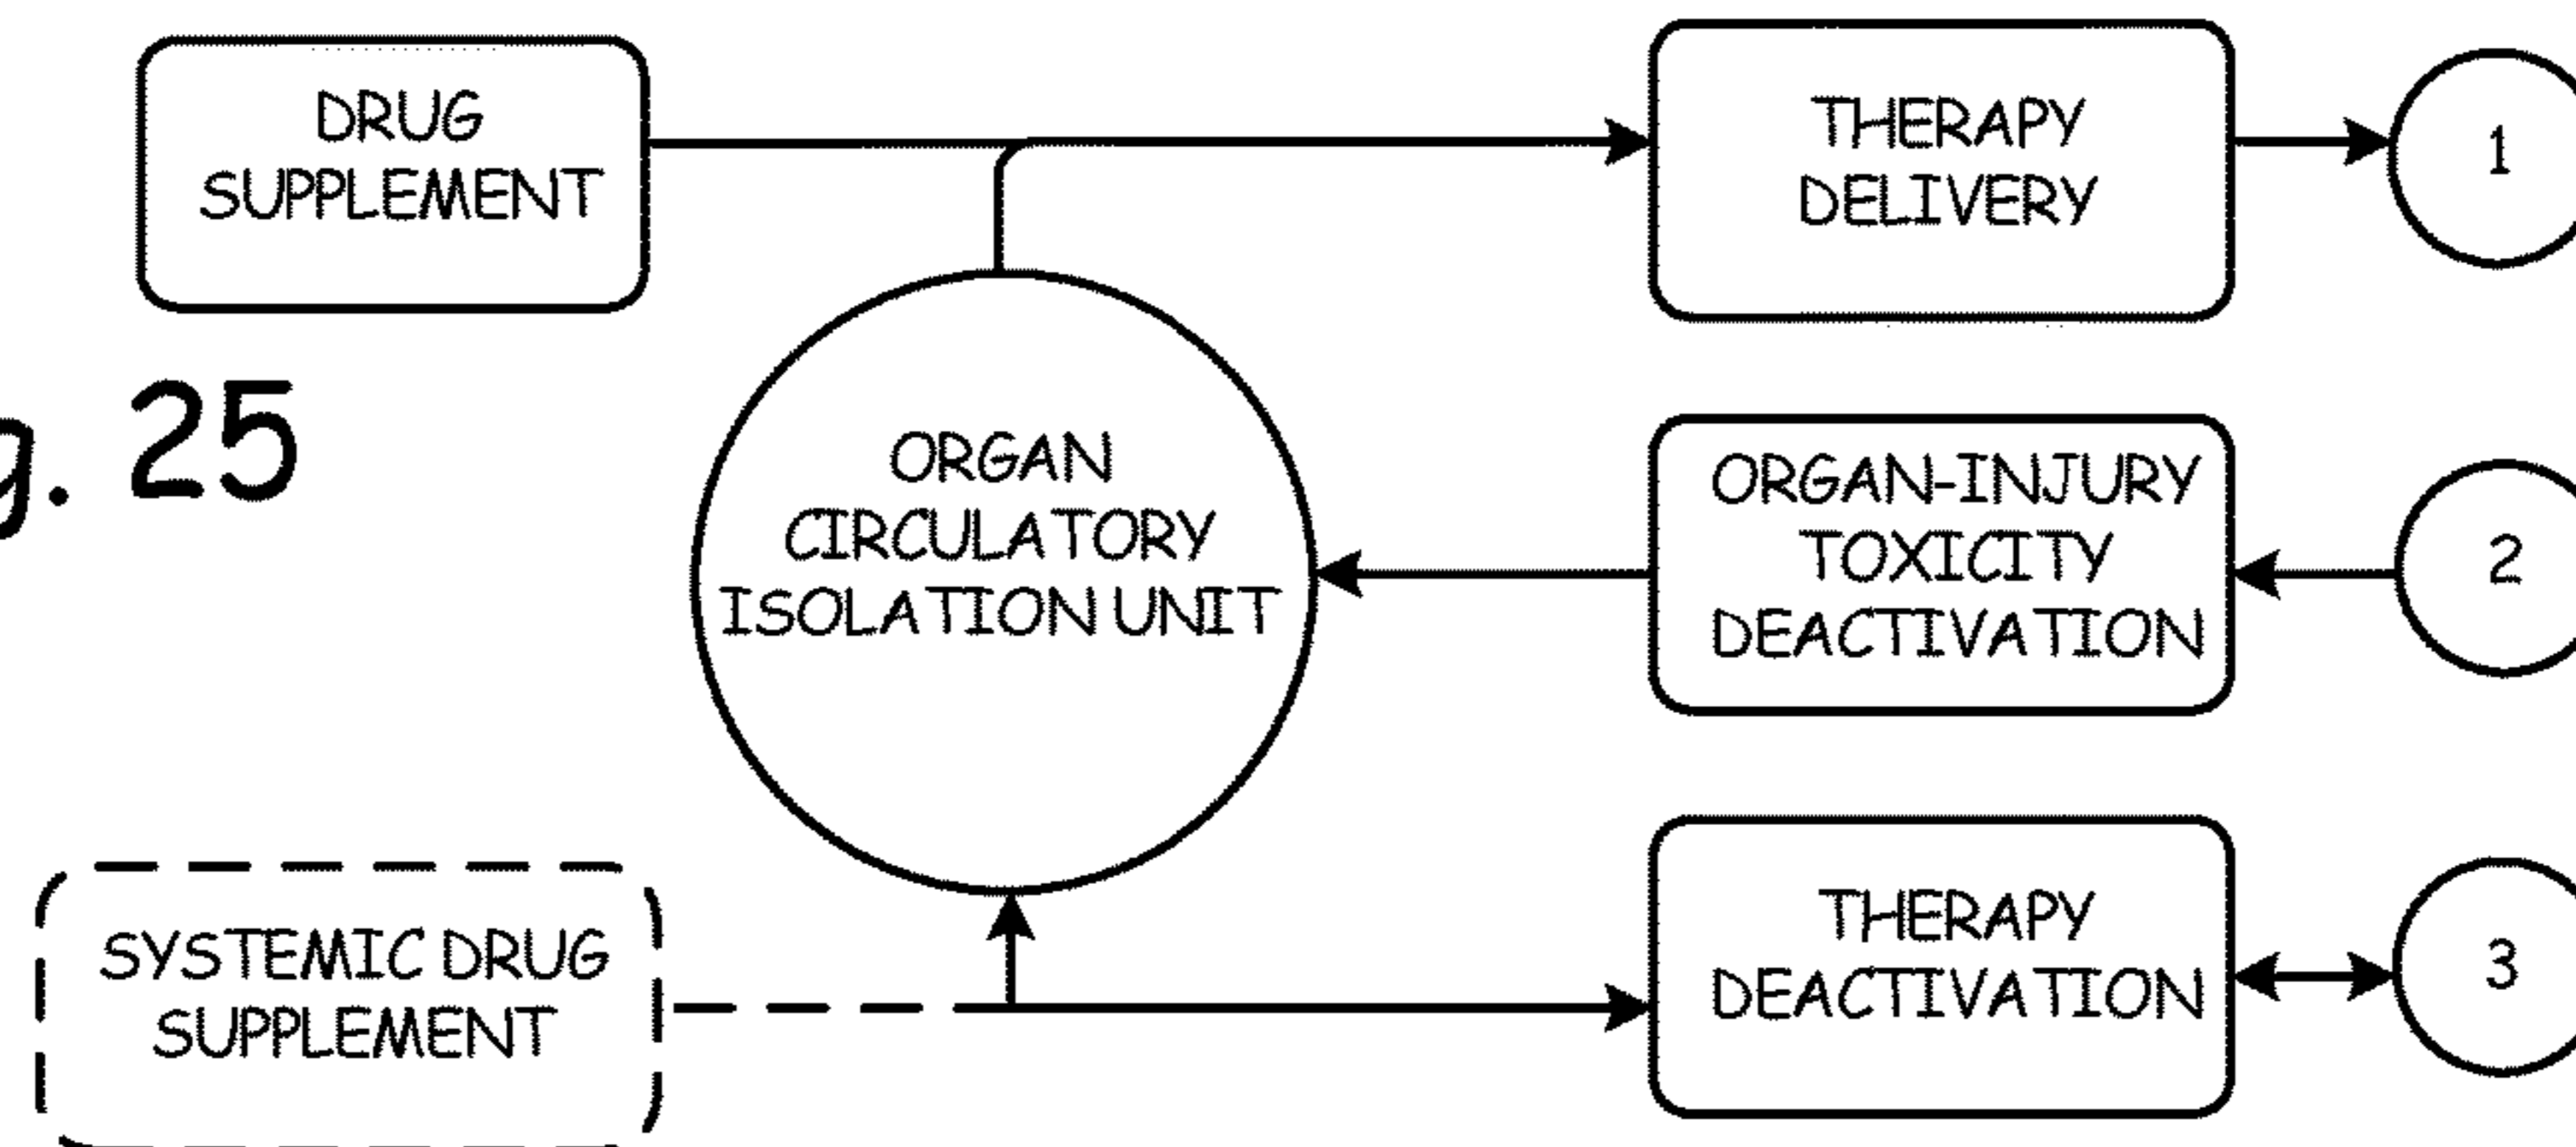 DRUG
SUPPLEMENT
THERAPY
DELIVERY
1
g. 25
ORGAN
CIRCULATORY
ISOLATION UNIT
ORGAN-INJURY
TOXICITY
DEACTIVATION
2
SYSTEMIC DRUG
SUPPLEMENT
THERAPY
DEACTIVATION
3